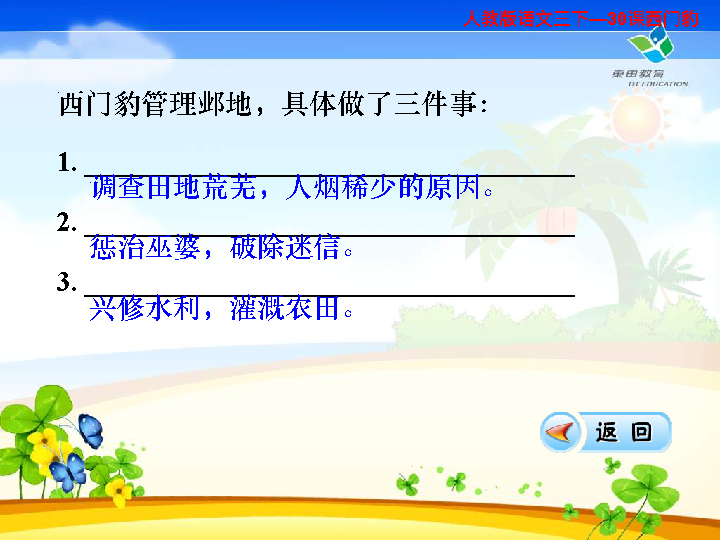 人教版语文三下—30课西门豹
東田教育
DT EDUCATION
西门豹管理邺地，具体做了三件事：
1.
调查田地荒芜，人烟稀少的原因。
2.
惩治巫婆，破除迷信。
3.
兴修水利，灌溉农田。
返 回